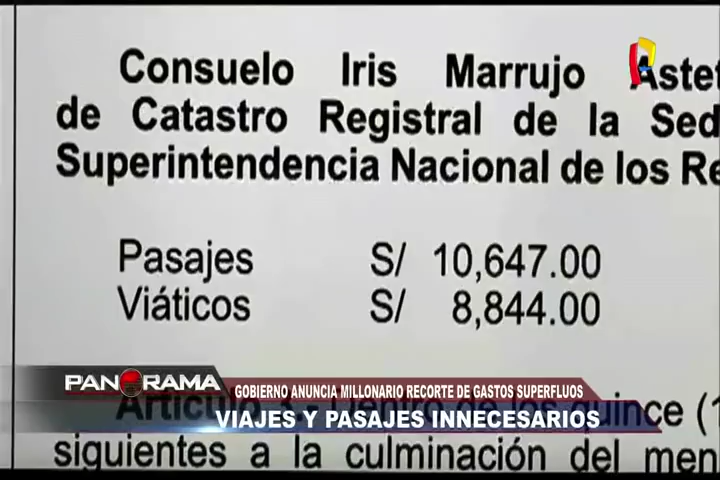 Consuelo Iris Marrujo
de Catastro Registral de la
Superintendencia Nacional de los
Pasajes S/ 10,647.00
Viáticos S/ 8,844.00
PANORAMA
GOBIERNO ANUNCIA MILLONARIO RECORTE DE GASTOS SUPERFLUOS
VIAJES Y PASAJES INNECESARIOS
siguientes a la culminación del